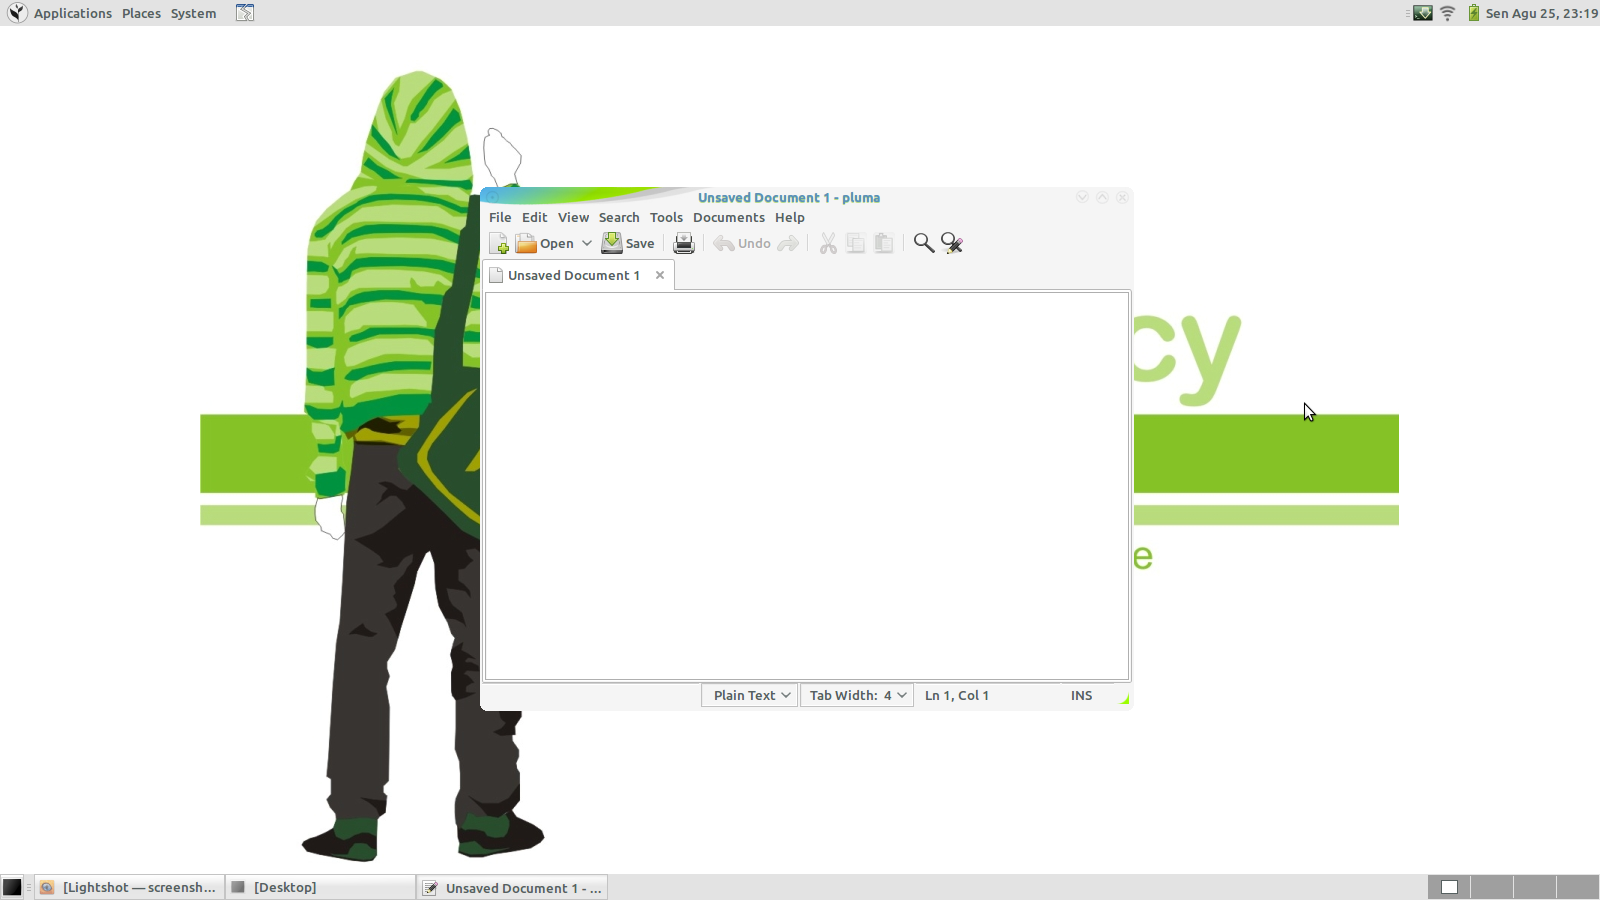 Applications Places System
Sen Agu 25, 23:19
Unsaved Document 1 - pluma
File Edit View Search Tools Documents Help
Open Save Undo
Unsaved Document 1
cy
e
Plain Text Tab Width: 4 Ln 1, Col 1 INS
[Lightshot — screensh... [Desktop] Unsaved Document 1 - ...